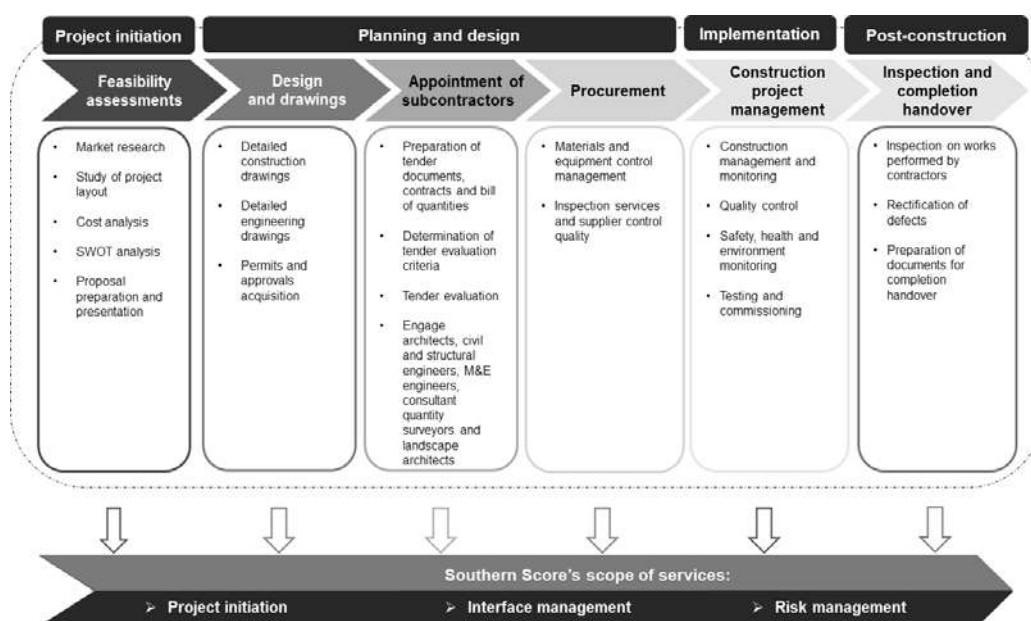 Project initiation
Planning and design
Implementation
Post-construction
Feasibility
assessments
Design
and drawings
Appointment of
subcontractors
Procurement
Construction
project
management
Inspection and
completion
handover
• Market research
• Study of project
layout
• Cost analysis
• SWOT analysis
• Proposal
preparation and
presentation
• Detailed
construction
drawings
• Detailed
engineering
drawings
• Permits and
approvals
acquisition
• Preparation of
tender
documents,
contracts and bill
of quantities
• Determination of
tender evaluation
criteria
• Tender evaluation
• Engage
architects, civil
and structural
engineers, M&E
engineers,
consultant
quantity
surveyors and
landscape
architects
• Materials and
equipment control
management
• Inspection services
and supplier control
quality
• Construction
management and
monitoring
• Quality control
• Safety, health and
environment
monitoring
• Testing and
commissioning
• Inspection on works
performed by
contractors
• Rectification of
defects
• Preparation of
documents for
completion
handover
Southern Score's scope of services:
➢ Project initiation
➢ Interface management
➢ Risk management